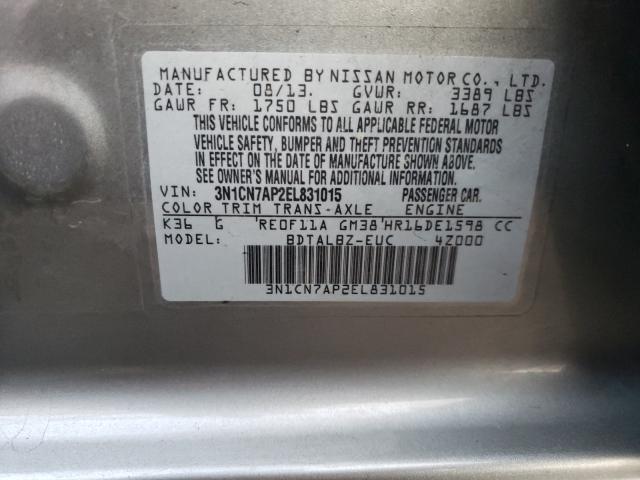 MANUFACTURED BY NISSAN MOTOR CO., LTD.
DATE: 08/13. GVWR: 3389 LBS
GAWR FR: 1750 LBS GAWR RR: 1687 LBS
THIS VEHICLE CONFORMS TO ALL APPLICABLE FEDERAL MOTOR
VEHICLE SAFETY, BUMPER AND THEFT PREVENTION STANDARDS
IN EFFECT ON THE DATE OF MANUFACTURE SHOWN ABOVE.
SEE OWNER'S MANUAL FOR ADDITIONAL INFORMATION.
VIN: 3N1CN7AP2EL831015 PASSENGER CAR.
COLOR TRIM TRANS-AXLE ENGINE
K36 G RE0F11A GM38 HR16DE1598 CC
MODEL: BDTALBZ-EUC 4Z000
3N1CN7AP2EL831015